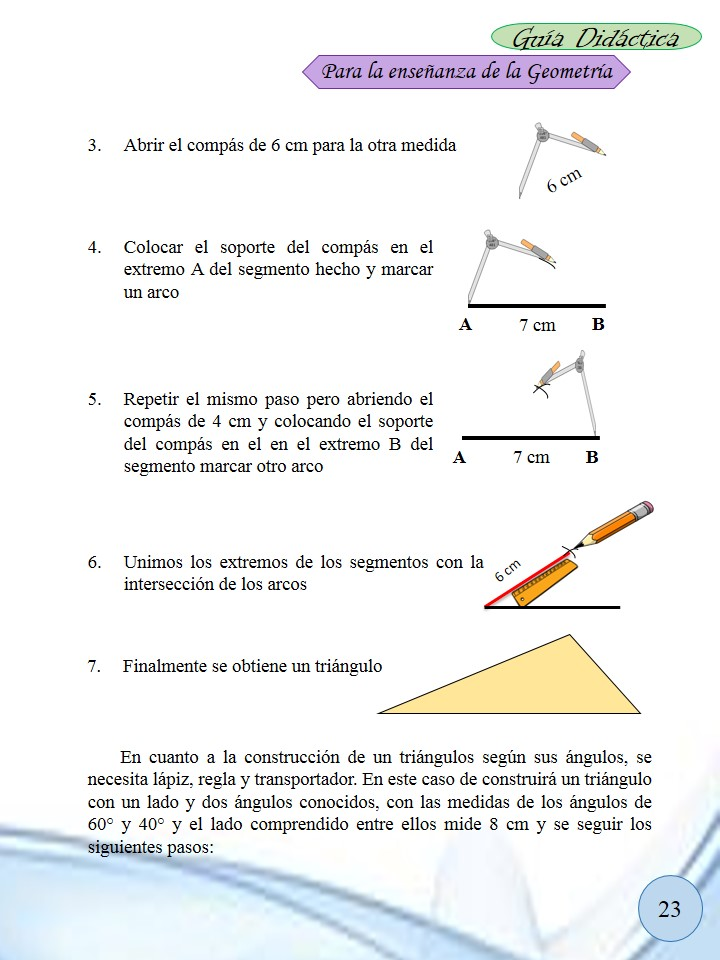 Guía Didáctica
Para la enseñanza de la Geometría
3. Abrir el compás de 6 cm para la otra medida
6 cm
4. Colocar el soporte del compás en el
extremo A del segmento hecho y marcar
un arco
A 7 cm B
5. Repetir el mismo paso pero abriendo el
compás de 4 cm y colocando el soporte
del compás en el en el extremo B del
segmento marcar otro arco
A 7 cm B
6. Unimos los extremos de los segmentos con la
intersección de los arcos
6 cm
7. Finalmente se obtiene un triángulo
En cuanto a la construcción de un triángulos según sus ángulos, se
necesita lápiz, regla y transportador. En este caso de construirá un triángulo
con un lado y dos ángulos conocidos, con las medidas de los ángulos de
60° y 40° y el lado comprendido entre ellos mide 8 cm y se seguir los
siguientes pasos:
23